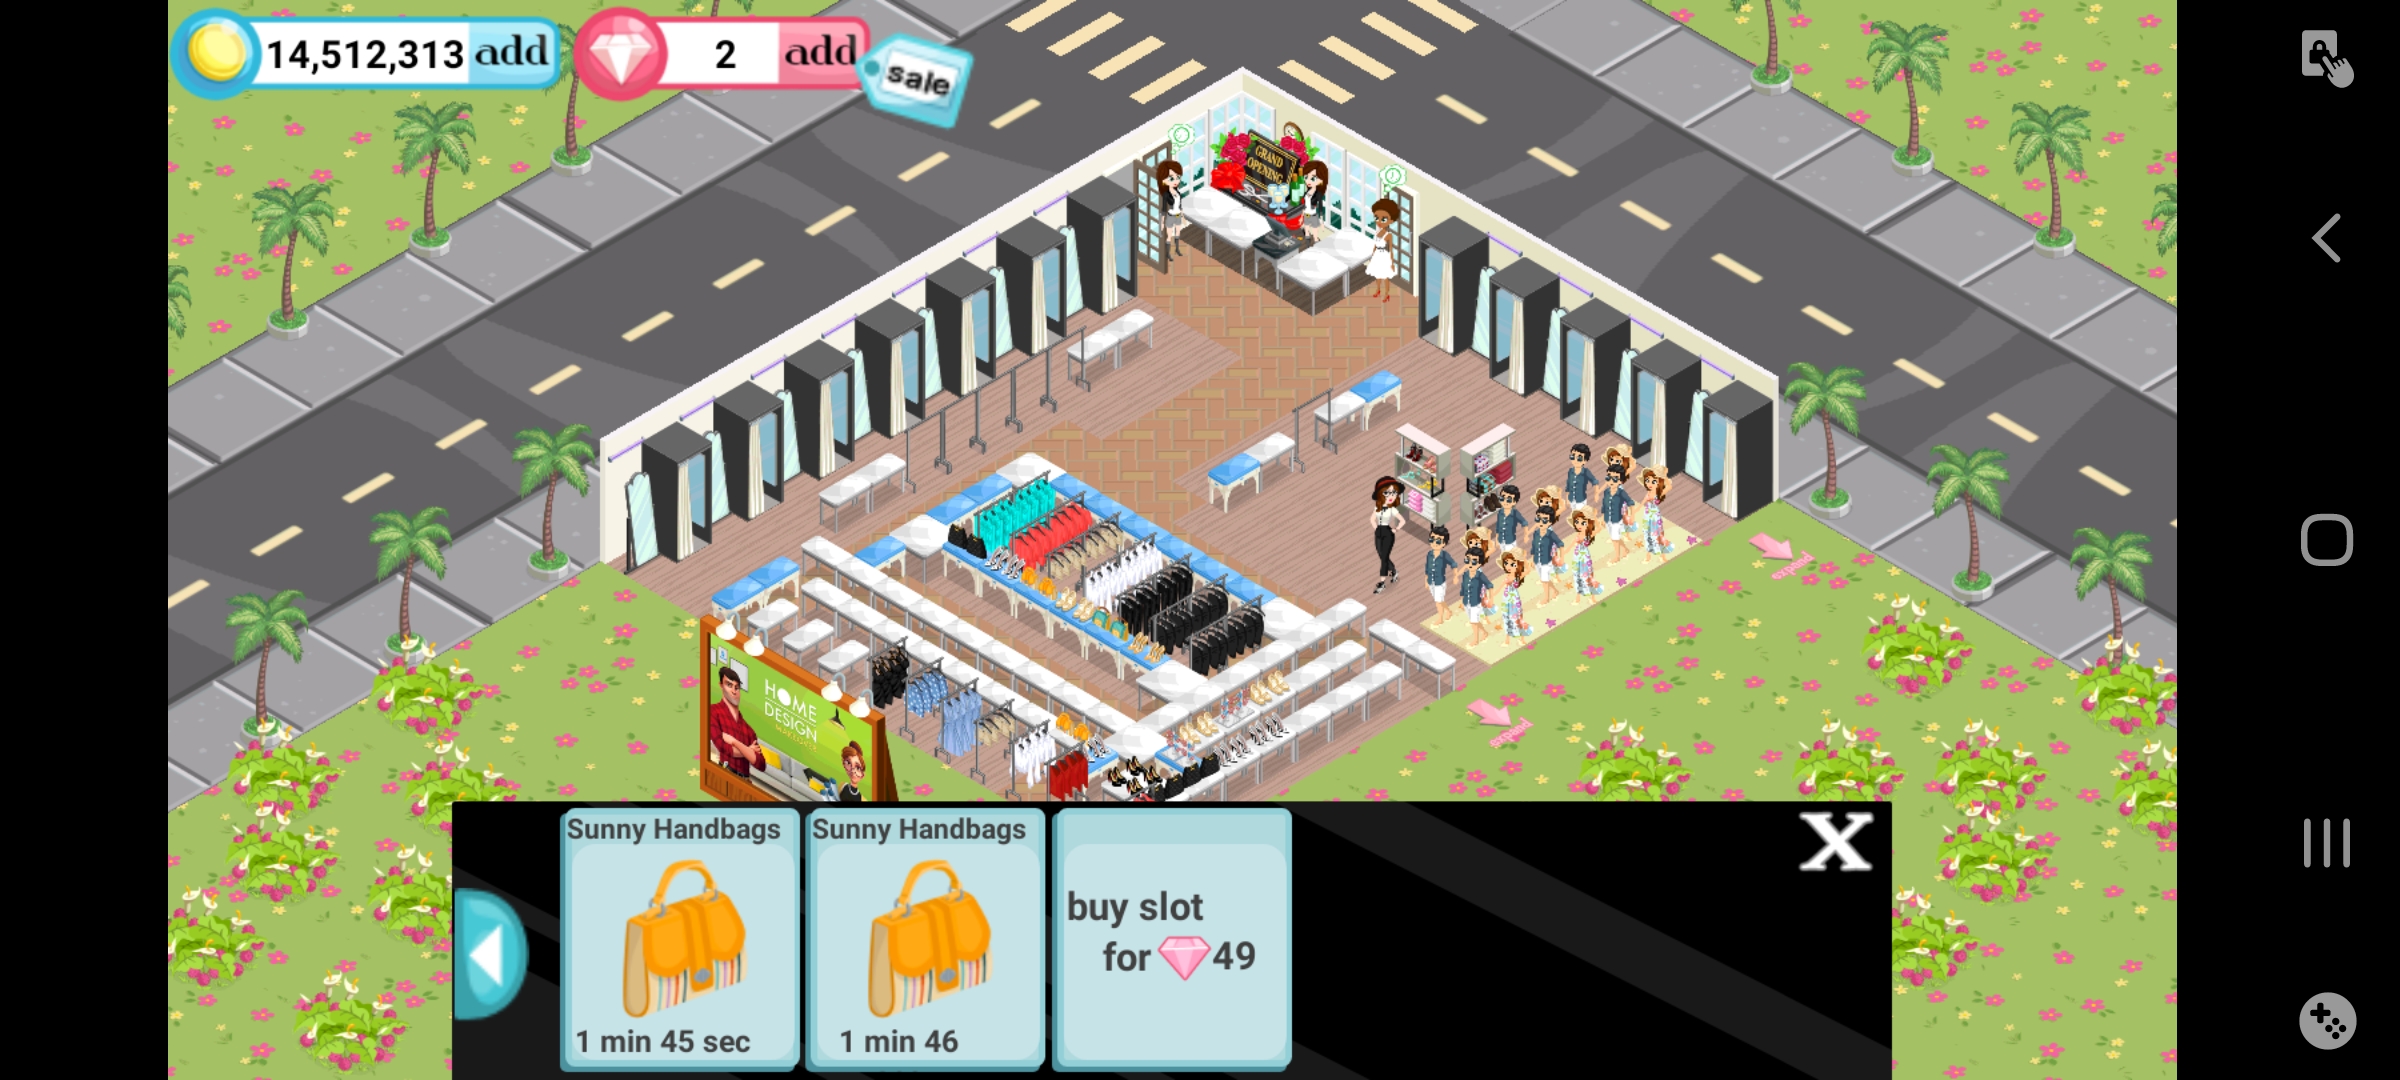 14,512,313 add
2 add
sale
GRAND
OPENING
expand
expand
HOME
DESIGN
MAKEOVER
Sunny Handbags
1 min 45 sec
Sunny Handbags
1 min 46
buy slot
for 49
X